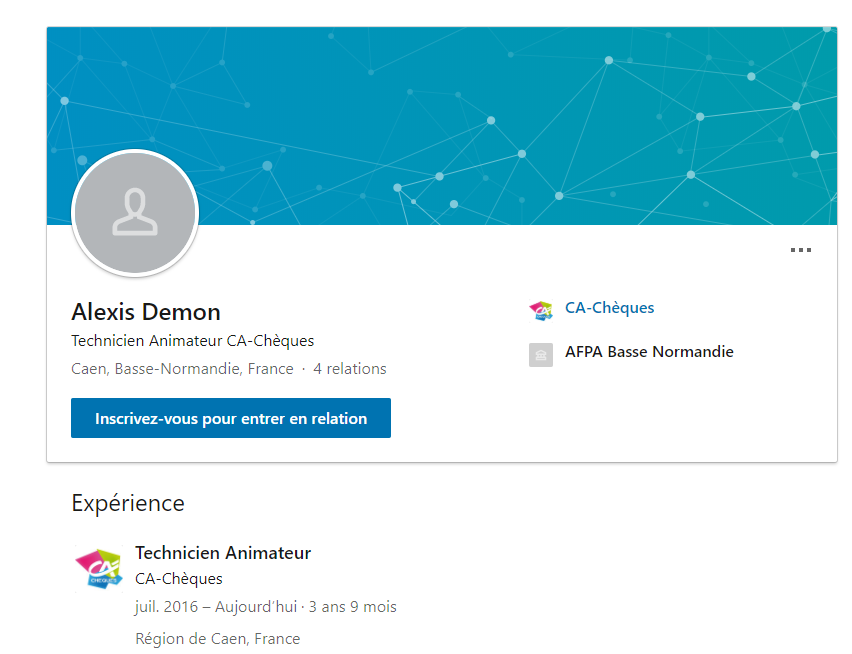 Alexis Demon
Technicien Animateur CA-Chèques
Caen, Basse-Normandie, France · 4 relations
Inscrivez-vous pour entrer en relation
CA-Chèques
AFPA Basse Normandie
Expérience
CA
CHÈQUES
Technicien Animateur
CA-Chèques
juil. 2016 – Aujourd’hui · 3 ans 9 mois
Région de Caen, France